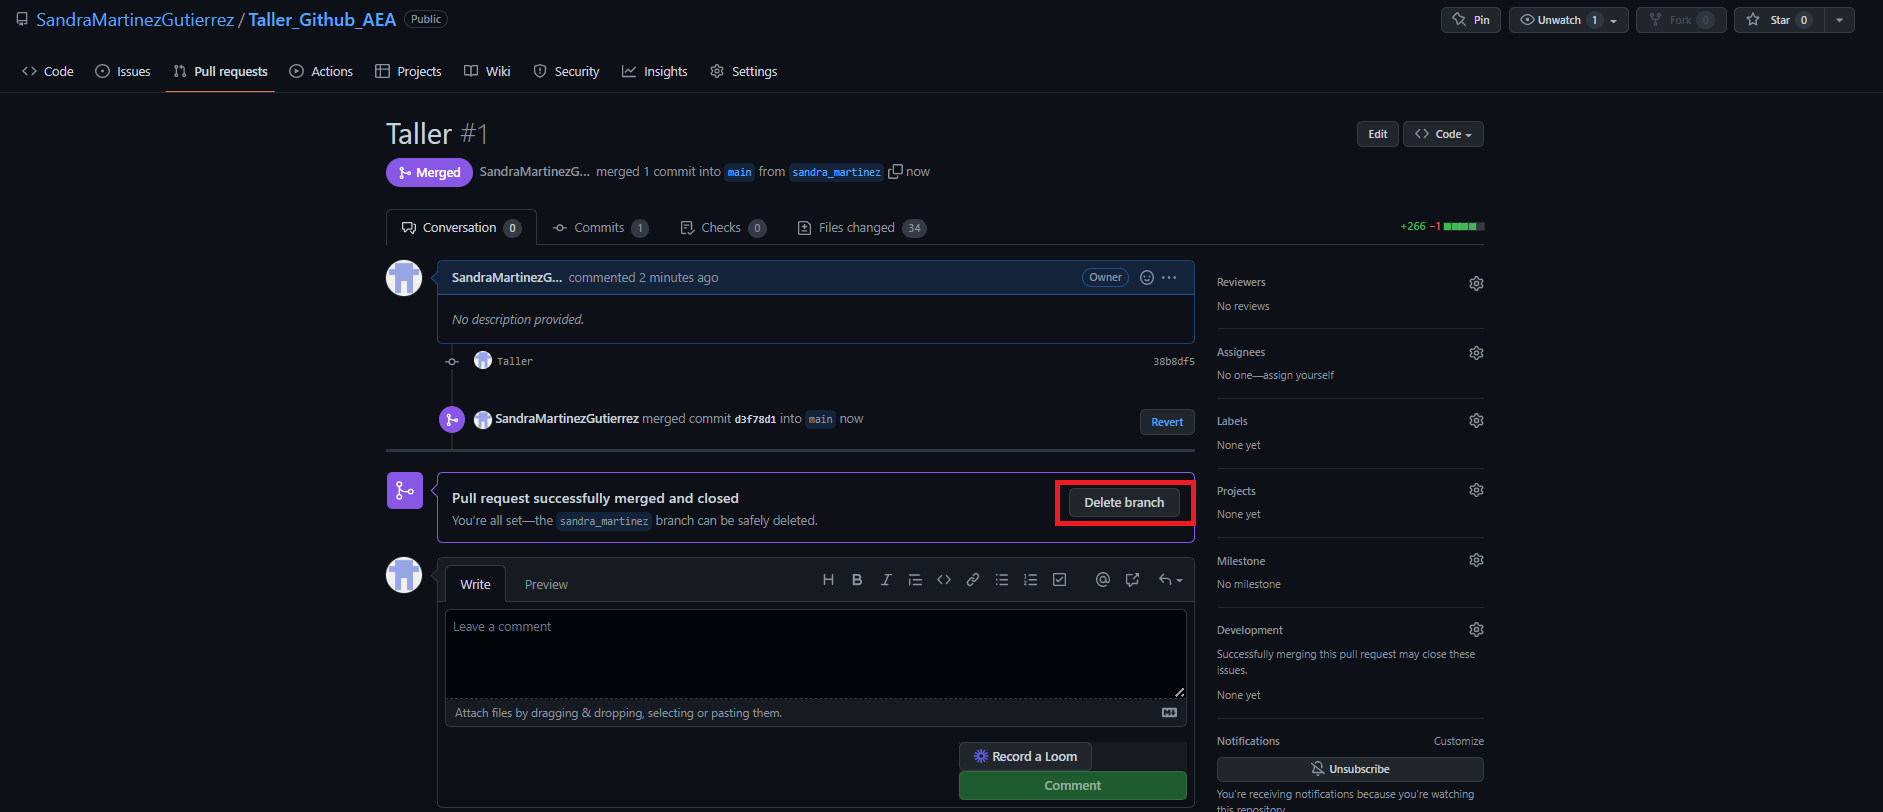 SandraMartinezGutierrez / Taller_Github_AEA Public
Pin Unwatch 1 Fork 0 Star 0
Code Issues Pull requests Actions Projects Wiki Security Insights Settings
Taller #1
Edit Code
Merged SandraMartinezG... merged 1 commit into main from sandra_martinez now
Conversation 0 Commits 1 Checks 0 Files changed 34
+266 −1
SandraMartinezG... commented 2 minutes ago
Owner
No description provided.
Taller
38b8df5
SandraMartinezGutierrez merged commit d3f78d1 into main now
Revert
Pull request successfully merged and closed
You're all set—the sandra_martinez branch can be safely deleted.
Delete branch
Write Preview
Leave a comment
Attach files by dragging & dropping, selecting or pasting them.
Record a Loom
Comment
Reviewers
No reviews
Assignees
No one—assign yourself
Labels
None yet
Projects
None yet
Milestone
No milestone
Development
Successfully merging this pull request may close these
issues.
None yet
Notifications
Customize
Unsubscribe
You're receiving notifications because you're watching
this repository.